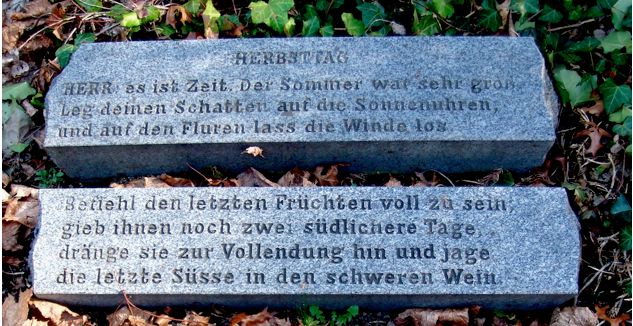 HERBSTTAG
HERR: es ist Zeit. Der Sommer war sehr groß.
Leg deinen Schatten auf die Sonnenuhren,
und auf den Fluren lass die Winde los
Befiehl den letzten Früchten voll zu sein,
gieb ihnen noch zwei südlichere Tage,
dränge sie zur Vollendung hin und jage
die letzte Süsse in den schweren Wein.